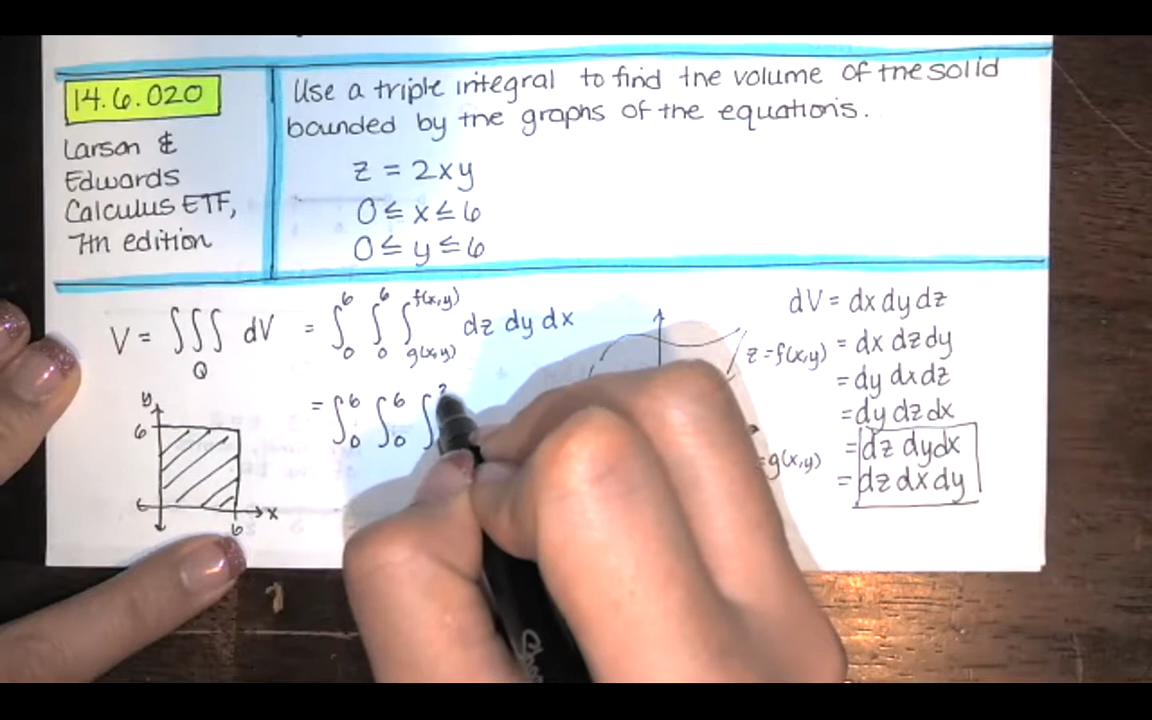 14.6.020
Larson &
Edwards
Calculus ETF,
7th edition
Use a triple integral to find the volume of the solid
bounded by the graphs of the equations.
z = 2xy
0 ≤ x ≤ 6
0 ≤ y ≤ 6
V = ∭_Q dV = ∫_0^6 ∫_0^6 ∫_{g(x,y)}^{f(x,y)} dz dy dx
= ∫_0^6 ∫_0^6 ∫
y
6
6
x
z = f(x,y)
g(x,y)
dV = dx dy dz
= dx dz dy
= dy dx dz
= dy dz dx
= dz dy dx
= dz dx dy